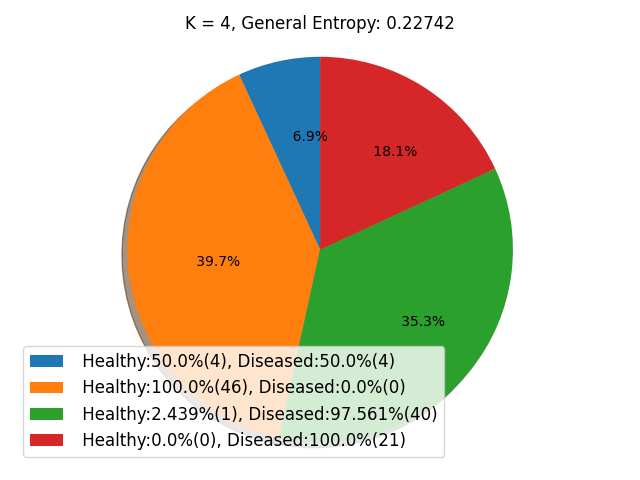 K = 4, General Entropy: 0.22742
6.9%
18.1%
39.7%
35.3%
Healthy:50.0%(4), Diseased:50.0%(4)
Healthy:100.0%(46), Diseased:0.0%(0)
Healthy:2.439%(1), Diseased:97.561%(40)
Healthy:0.0%(0), Diseased:100.0%(21)